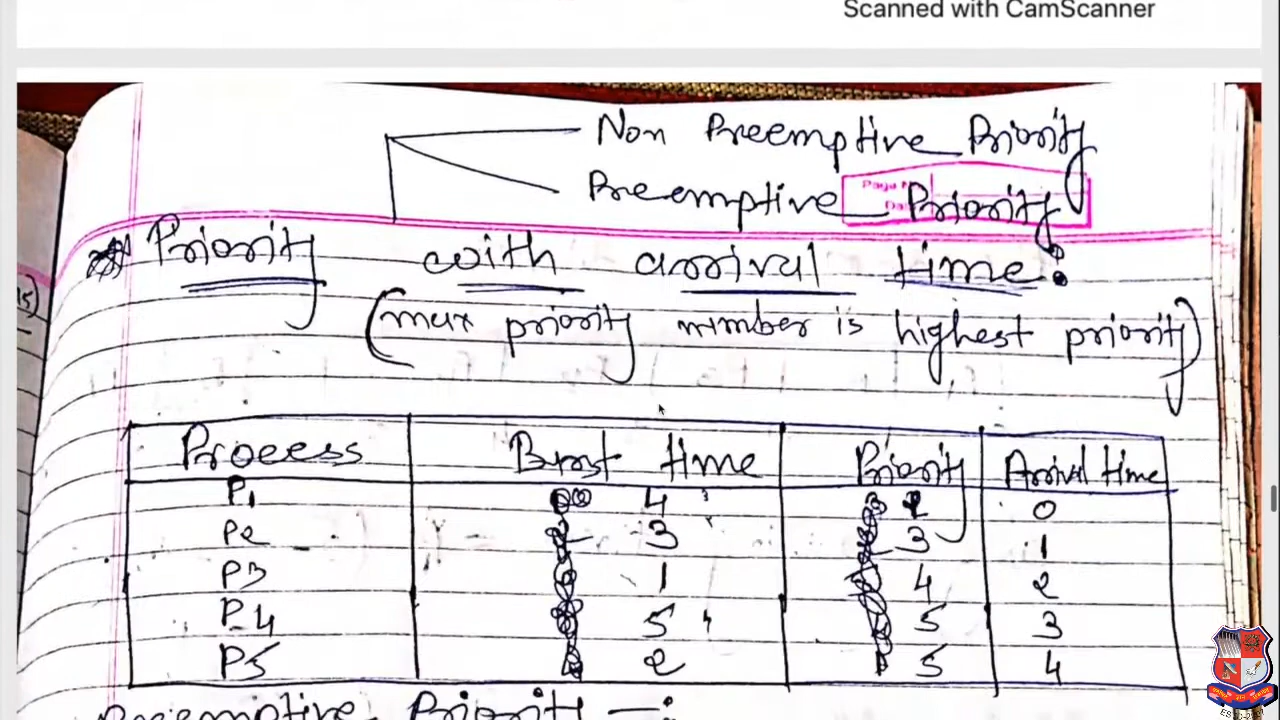 Scanned with CamScanner
Non Preemptive Priority
Preemptive Priority
Priority with arrival time:
(max priority number is highest priority)
Process Burst time Priority Arrival time
P1 4 2 0
P2 3 3 1
P3 1 4 2
P4 5 5 3
P5 2 5 4
Preemptive Priority -: